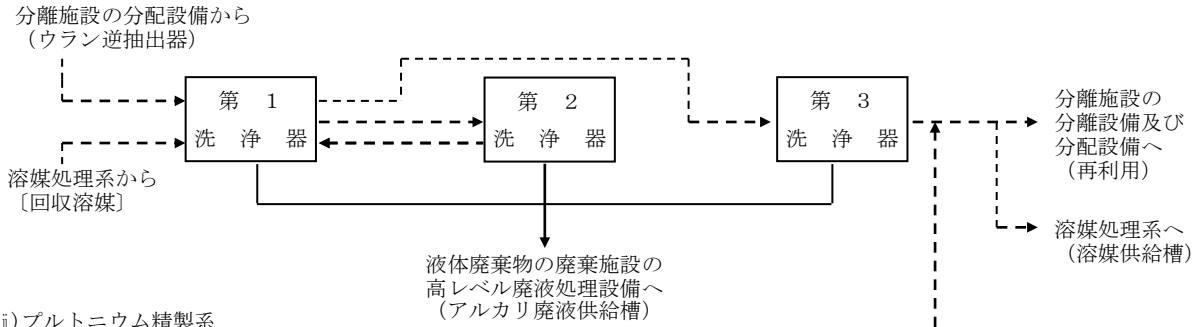 分離施設の分配設備から
（ウラン逆抽出器）
第　１
洗　浄　器
第　２
洗　浄　器
第　３
洗　浄　器
分離施設の
分離設備及び
分配設備へ
（再利用）
溶媒処理系から
〔回収溶媒〕
溶媒処理系へ
（溶媒供給槽）
液体廃棄物の廃棄施設の
高レベル廃液処理設備へ
（アルカリ廃液供給槽）
ⅱ)プルトニウム精製系